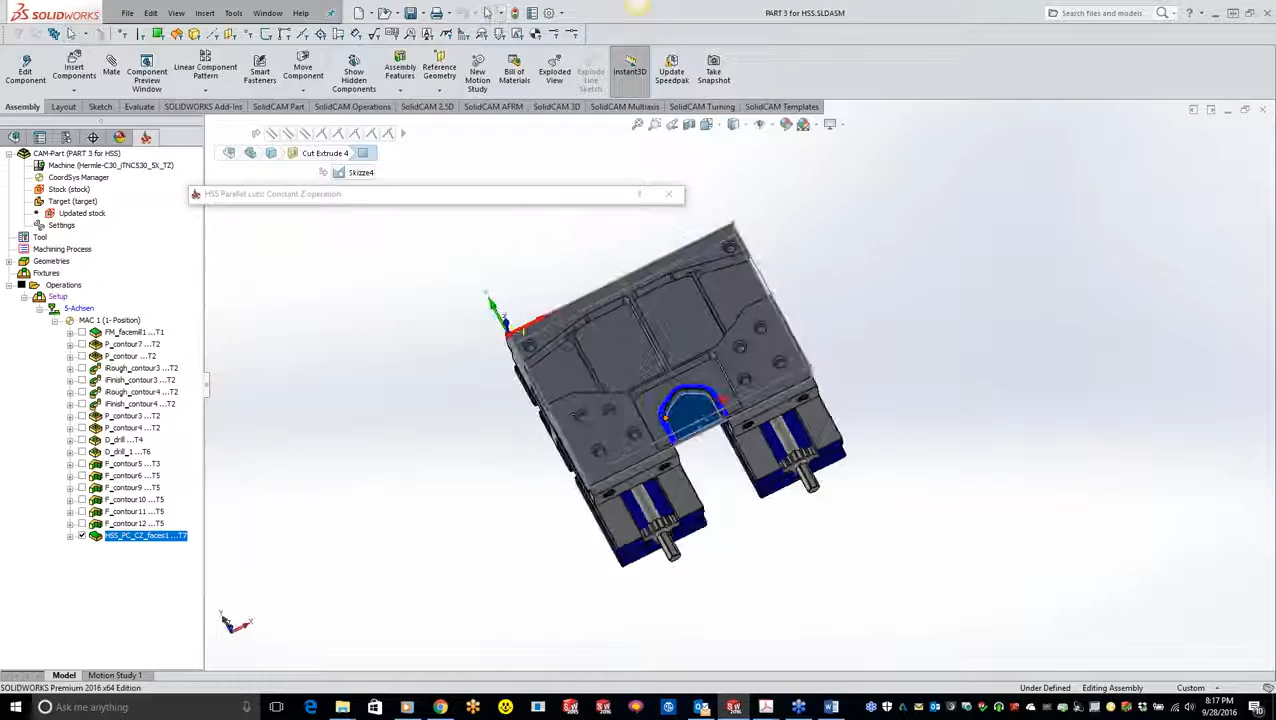 SOLIDWORKS File Edit View Insert Tools Window Help PART 3 for HSS.SLDASM Search files and models
Edit Component
Insert Components
Mate
Component Preview Window
Linear Component Pattern
Smart Fasteners
Move Component
Show Hidden Components
Assembly Features
Reference Geometry
New Motion Study
Bill of Materials
Exploded View
Explode Line Sketch
Instant3D
Update Speedpak
Take Snapshot
Assembly Layout Sketch Evaluate SOLIDWORKS Add-Ins SolidCAM Part SolidCAM Operations SolidCAM 2.5D SolidCAM AFRM SolidCAM 3D SolidCAM Multiaxis SolidCAM Turning SolidCAM Templates
CAM-Part (PART 3 for HSS)
Machine (Hermle-C30_iTNC530_5X_TZ)
CoordSys Manager
Stock (stock)
Target (target)
Updated stock
Settings
Tool
Machining Process
Geometries
Fixtures
Operations
Setup
5-Achsen
MAC 1 (1- Position)
FM_facemill1 ...T1
P_contour7 ...T2
P_contour ...T2
iRough_contour3 ...T2
iFinish_contour3 ...T2
iRough_contour4 ...T2
iFinish_contour4 ...T2
P_contour3 ...T2
P_contour4 ...T2
D_drill ...T4
D_drill_1 ...T6
F_contour5 ...T3
F_contour6 ...T5
F_contour9 ...T5
F_contour10 ...T5
F_contour11 ...T5
F_contour12 ...T5
HSS_PC_CZ_faces1 ...T7
Cut Extrude 4
Skizze4
HSS Parallel cuts: Constant Z operation
Model Motion Study 1
SOLIDWORKS Premium 2016 x64 Edition Under Defined Editing Assembly Custom
Ask me anything
8:17 PM
9/28/2016